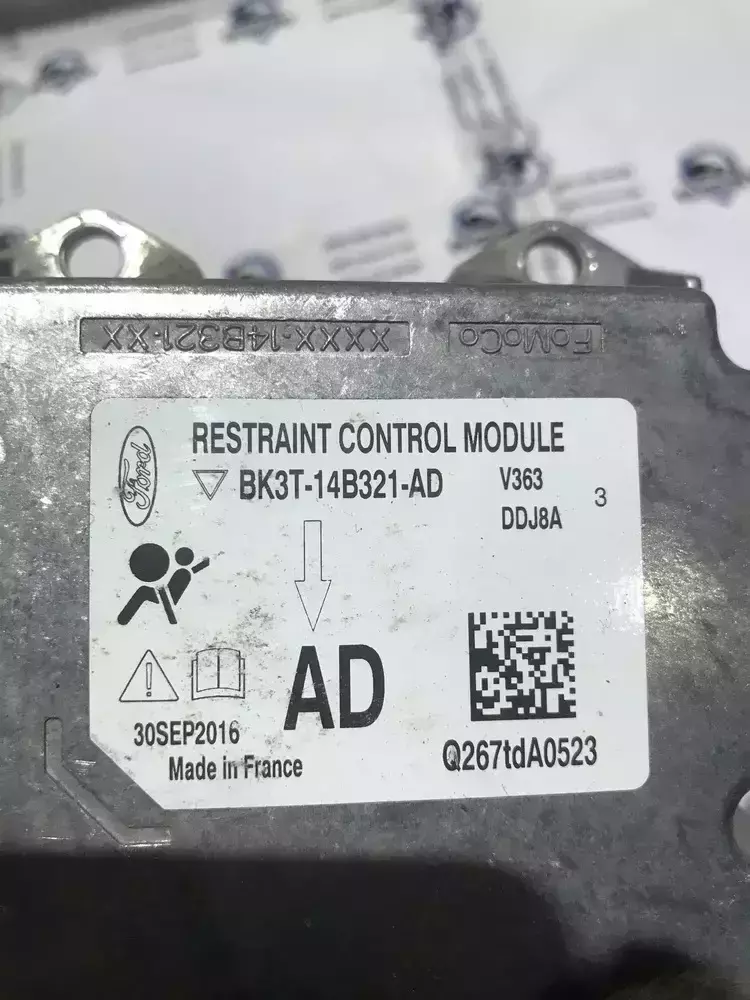 XXXX-14B321-XX
FoMoCo
Ford
RESTRAINT CONTROL MODULE
BK3T-14B321-AD
V363
3
DDJ8A
AD
30SEP2016
Made in France
Q267tdA0523